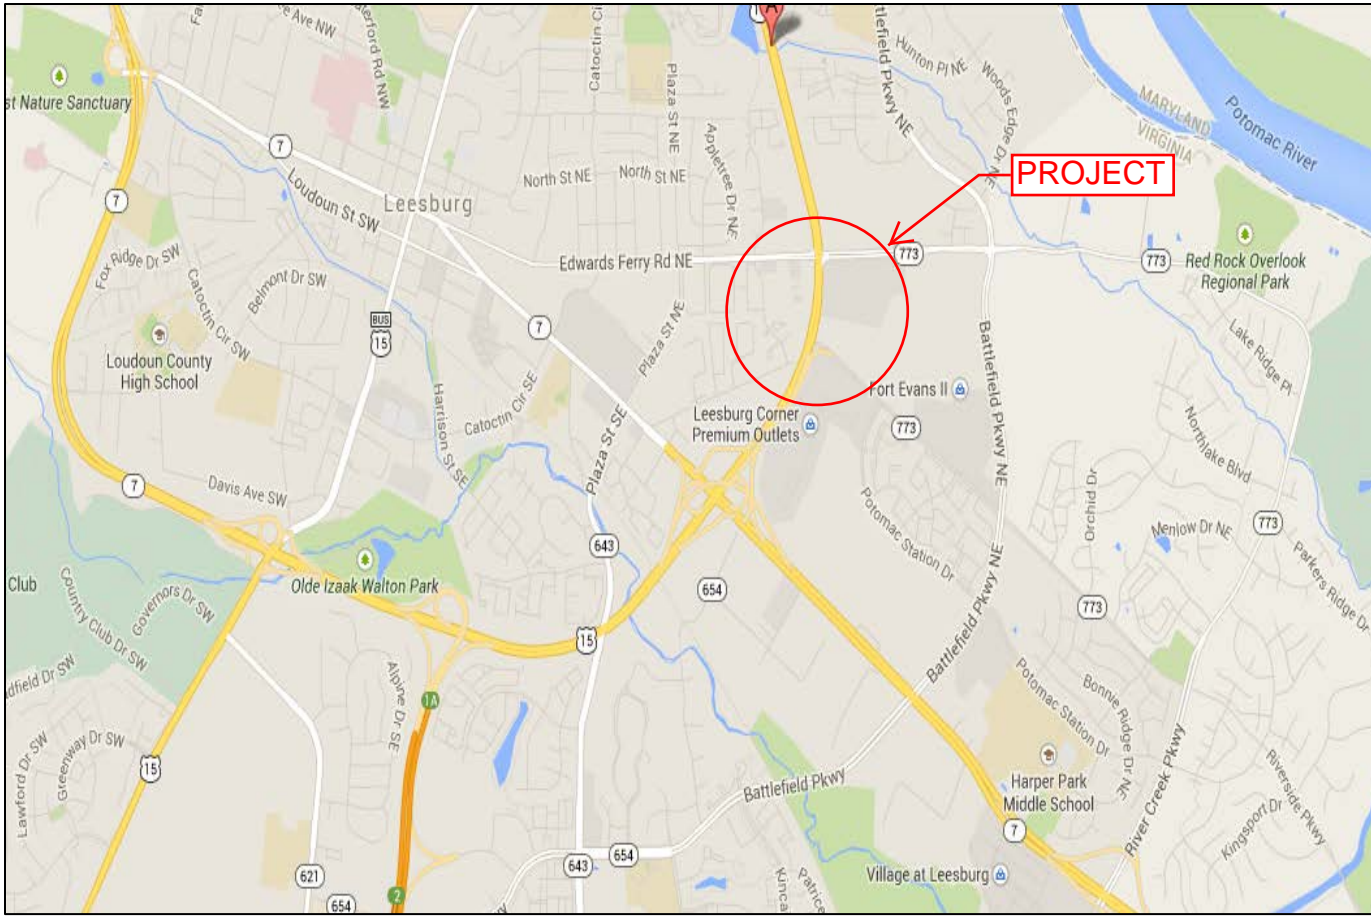 e Ave NW
terford Rd NW
Catoctin Ci
Plaza St NE
A
ttlefield Pkwy NE
Hunton Pl NE
Woods Edge Dr NE
MARYLAND
VIRGINIA
Potomac River
st Nature Sanctuary
7
7
Loudoun St SW
Leesburg
North St NE
North St NE
Appletree Dr NE
PROJECT
Fox Ridge Dr SW
Catoctin Cir SW
Belmont Dr SW
Edwards Ferry Rd NE
773
773
Red Rock Overlook
Regional Park
BUS
15
7
Plaza St NE
Loudoun County
High School
Harrison St SE
Catoctin Cir SE
Plaza St SE
Leesburg Corner
Premium Outlets
Fort Evans II
773
Battlefield Pkwy NE
Lake Ridge Pl
Northlake Blvd
7
Davis Ave SW
Potomac Station Dr
Orchid Dr
Menlow Dr NE
773
Parkers Ridge Dr
643
Olde Izaak Walton Park
654
Battlefield Pkwy NE
773
Club
Country Club Dr SW
Governors Dr SW
15
dfield Dr SW
Alpine Dr SE
1A
Potomac Station Dr
Bonnie Ridge Dr NE
Lawford Dr SW
Greenway Dr SW
15
Battlefield Pkwy
Harper Park
Middle School
River Creek Pkwy
Riverside Pkwy
Kingsport Dr
7
621
654
2
643
654
Kinca
Patrice
Village at Leesburg